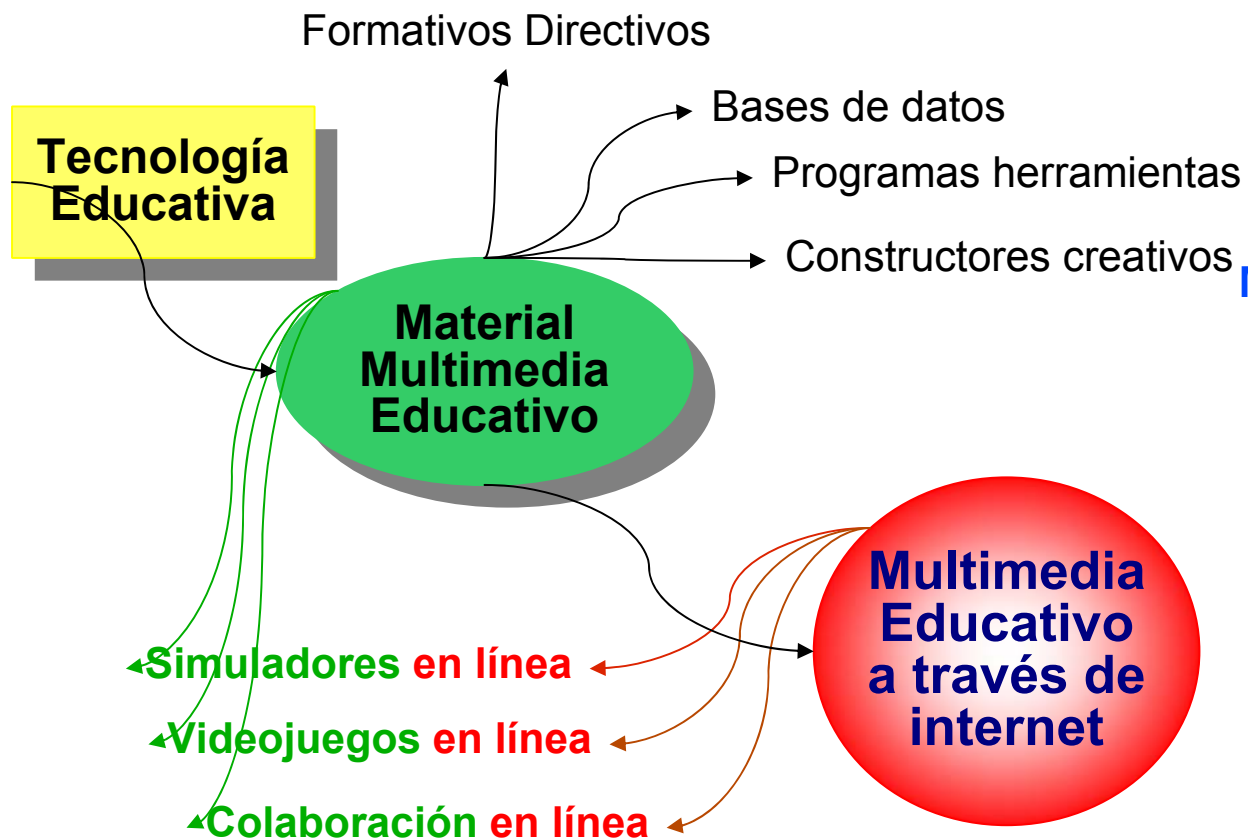 Formativos Directivos
Bases de datos
Tecnología
Educativa
Programas herramientas
Constructores creativos
Material
Multimedia
Educativo
Multimedia
Educativo
a través de
internet
Simuladores en línea
Videojuegos en línea
Colaboración en línea